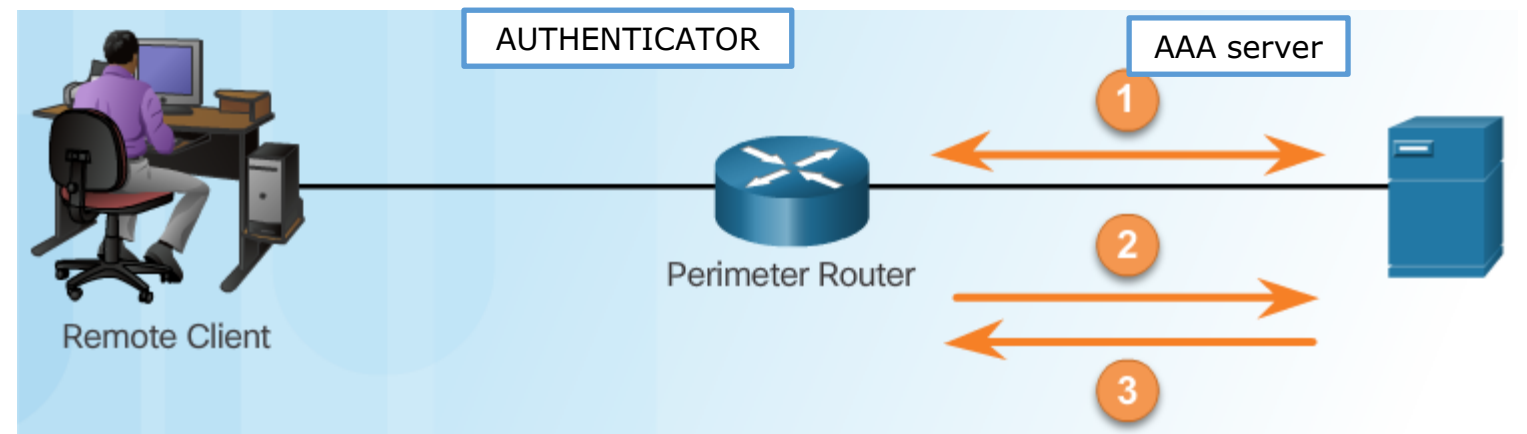 AUTHENTICATOR
AAA server
1
2
Perimeter Router
Remote Client
3